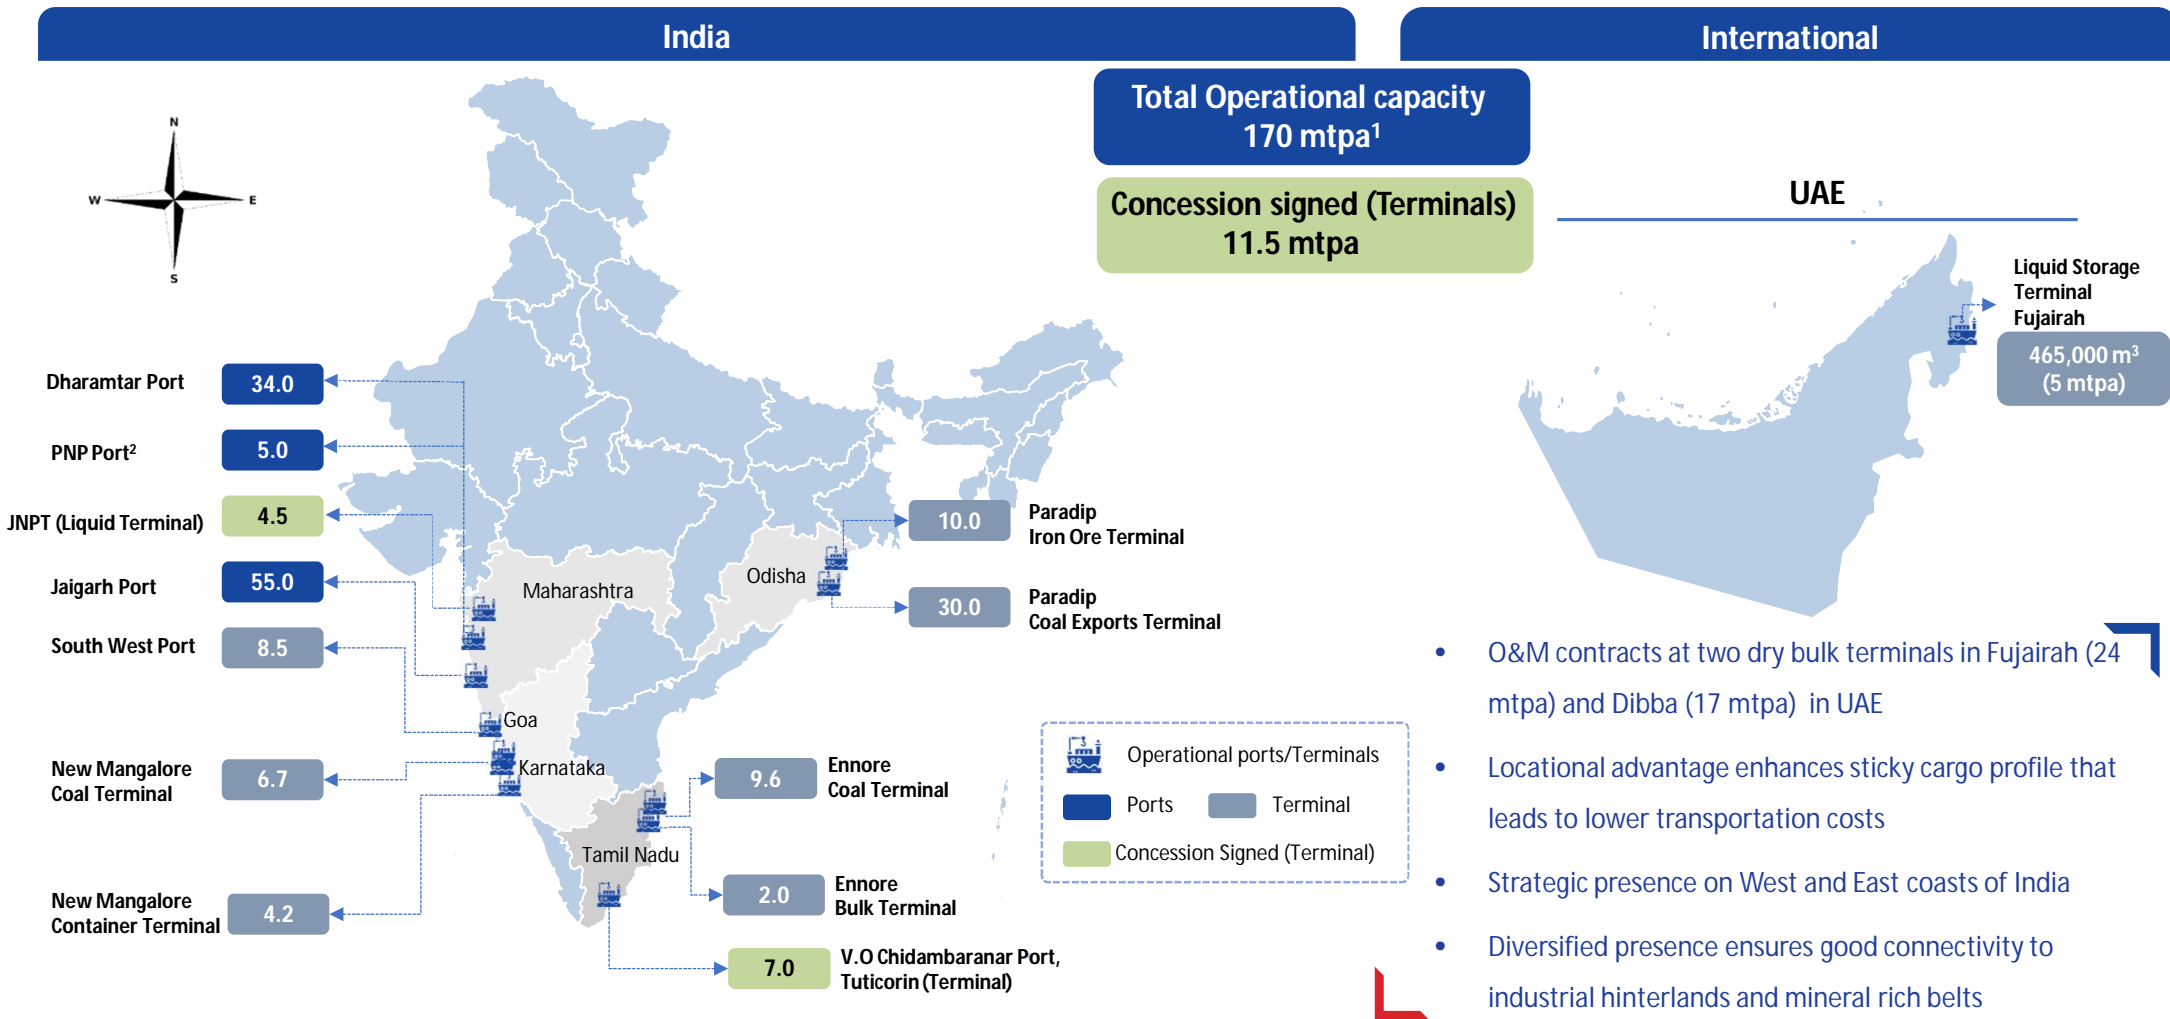 India
International
Total Operational capacity
170 mtpa¹
Concession signed (Terminals)
11.5 mtpa
N
W
E
S
Dharamtar Port
34.0
PNP Port²
5.0
JNPT (Liquid Terminal)
4.5
Jaigarh Port
55.0
South West Port
8.5
New Mangalore
Coal Terminal
6.7
New Mangalore
Container Terminal
4.2
Maharashtra
Odisha
Goa
Karnataka
Tamil Nadu
10.0
Paradip
Iron Ore Terminal
30.0
Paradip
Coal Exports Terminal
9.6
Ennore
Coal Terminal
2.0
Ennore
Bulk Terminal
7.0
V.O Chidambaranar Port,
Tuticorin (Terminal)
Operational ports/Terminals
Ports
Terminal
Concession Signed (Terminal)
UAE
Liquid Storage
Terminal
Fujairah
465,000 m³
(5 mtpa)
• O&M contracts at two dry bulk terminals in Fujairah (24
mtpa) and Dibba (17 mtpa) in UAE
• Locational advantage enhances sticky cargo profile that
leads to lower transportation costs
• Strategic presence on West and East coasts of India
• Diversified presence ensures good connectivity to
industrial hinterlands and mineral rich belts